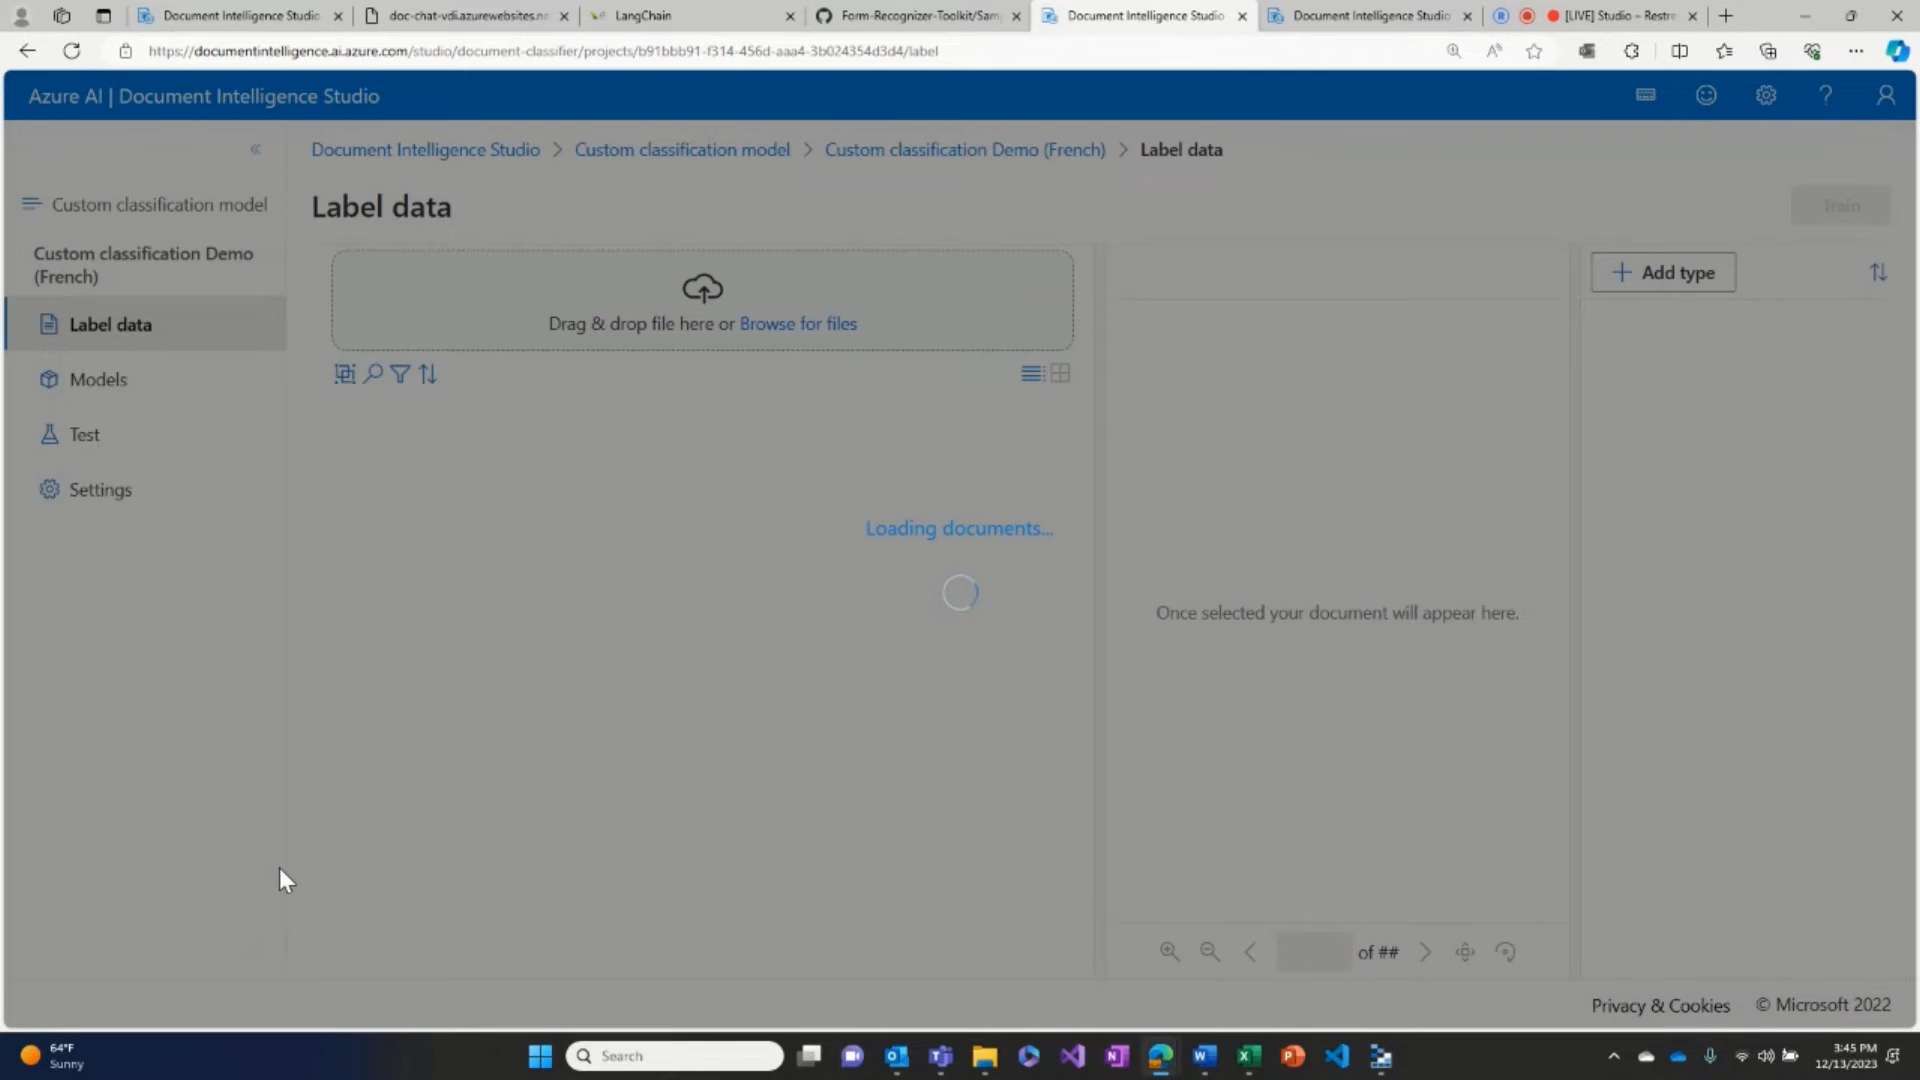 Document Intelligence Studio
doc-chat-vdi.azurewebsites.ne
LangChain
Form-Recognizer-Toolkit/Sam
Document Intelligence Studio
Document Intelligence Studio
[LIVE] Studio – Restre
https://documentintelligence.ai.azure.com/studio/document-classifier/projects/b91bbb91-f314-456d-aaa4-3b024354d3d4/label
Azure AI | Document Intelligence Studio
Document Intelligence Studio > Custom classification model > Custom classification Demo (French) > Label data
Custom classification model
Custom classification Demo
(French)
Label data
Models
Test
Settings
Label data
Train
Drag & drop file here or Browse for files
Add type
Loading documents...
Once selected your document will appear here.
of ##
Privacy & Cookies
© Microsoft 2022
64°F
Sunny
Search
3:45 PM
12/13/2023